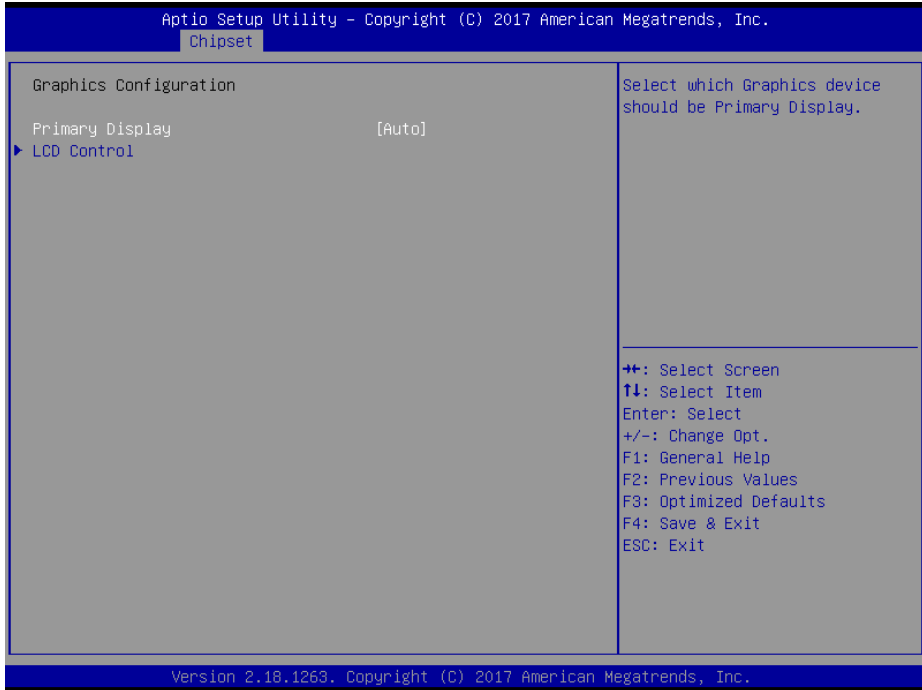 Aptio Setup Utility – Copyright (C) 2017 American Megatrends, Inc.
Chipset
Graphics Configuration
Primary Display [Auto]
LCD Control
Select which Graphics device
should be Primary Display.
→←: Select Screen
↑↓: Select Item
Enter: Select
+/-: Change Opt.
F1: General Help
F2: Previous Values
F3: Optimized Defaults
F4: Save & Exit
ESC: Exit
Version 2.18.1263. Copyright (C) 2017 American Megatrends, Inc.